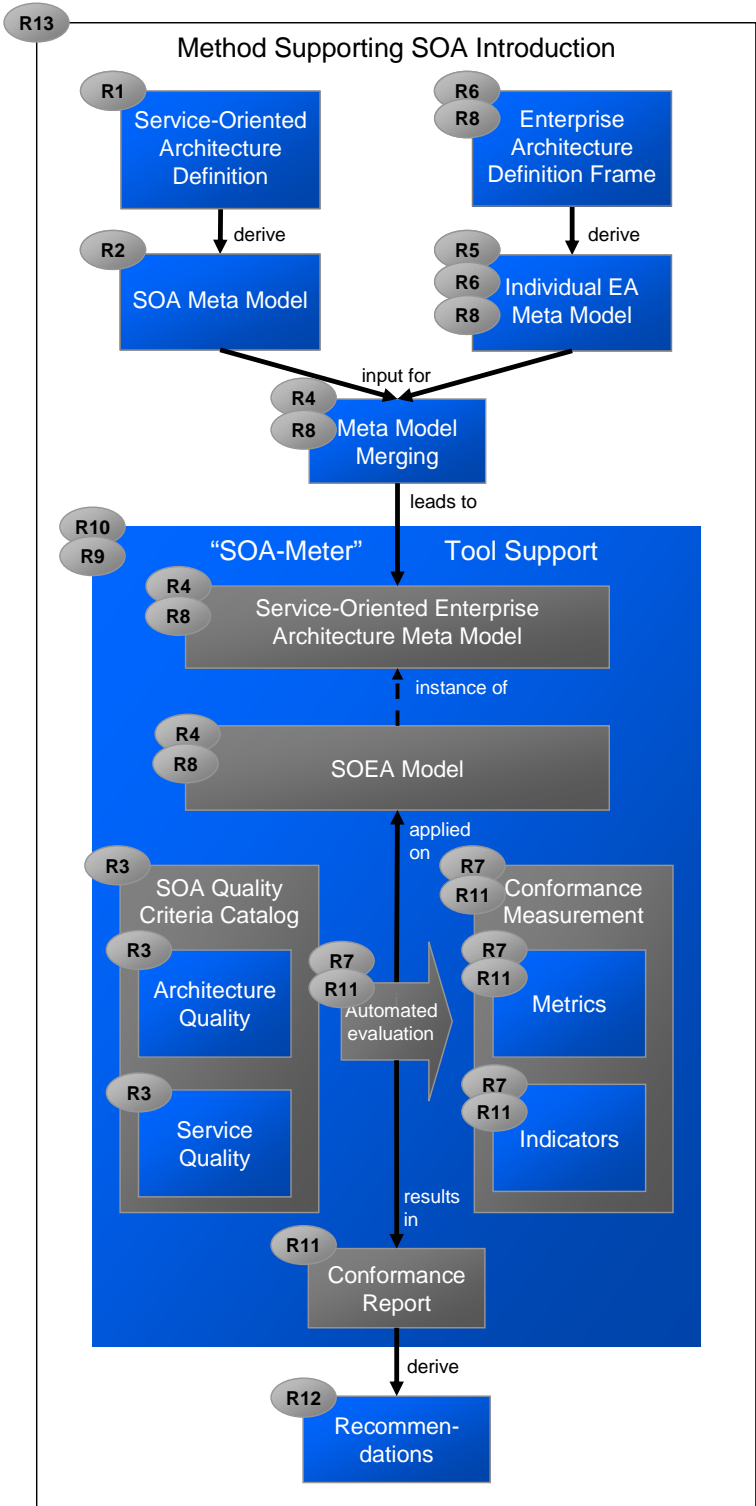 R13
Method Supporting SOA Introduction
R1
Service-Oriented
Architecture
Definition
R6
R8
Enterprise
Architecture
Definition Frame
derive
derive
R2
SOA Meta Model
R5
R6
R8
Individual EA
Meta Model
input for
R4
R8
Meta Model
Merging
leads to
R10
R9
“SOA-Meter” Tool Support
R4
R8
Service-Oriented Enterprise
Architecture Meta Model
instance of
R4
R8
SOEA Model
applied
on
R3
SOA Quality
Criteria Catalog
R3
Architecture
Quality
R3
Service
Quality
R7
R11
Automated
evaluation
R7
R11
Conformance
Measurement
R7
R11
Metrics
R7
R11
Indicators
results
in
R11
Conformance
Report
derive
R12
Recommen-
dations